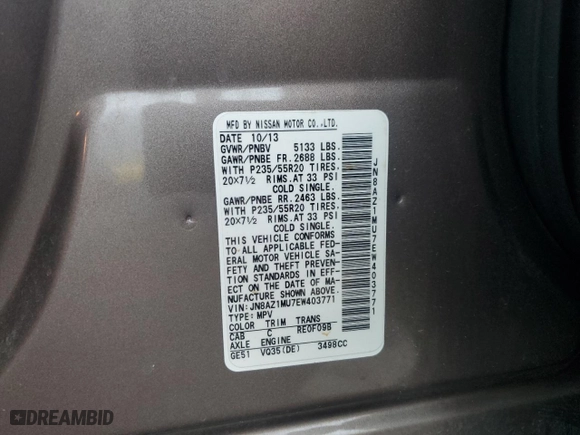 MFD BY NISSAN MOTOR CO.,LTD.
DATE 10/13
GVWR/PNBV 5133 LBS.
GAWR/PNBE FR. 2688 LBS.
WITH P235/55R20 TIRES.
20×7½ RIMS.AT 33 PSI
COLD SINGLE.
GAWR/PNBE RR. 2463 LBS.
WITH P235/55R20 TIRES.
20×7½ RIMS.AT 33 PSI
COLD SINGLE.
THIS VEHICLE CONFORMS
TO ALL APPLICABLE FED-
ERAL MOTOR VEHICLE SA-
FETY AND THEFT PREVEN-
TION STANDARDS IN EFF-
ECT ON THE DATE OF MA-
NUFACTURE SHOWN ABOVE.
VIN: JN8AZ1MU7EW403771
TYPE: MPV
COLOR TRIM TRANS
CAB C RE0F09B
AXLE ENGINE
GE51 VQ35(DE) 3498CC
JN8AZ1MU7EW403771
DREAMBID